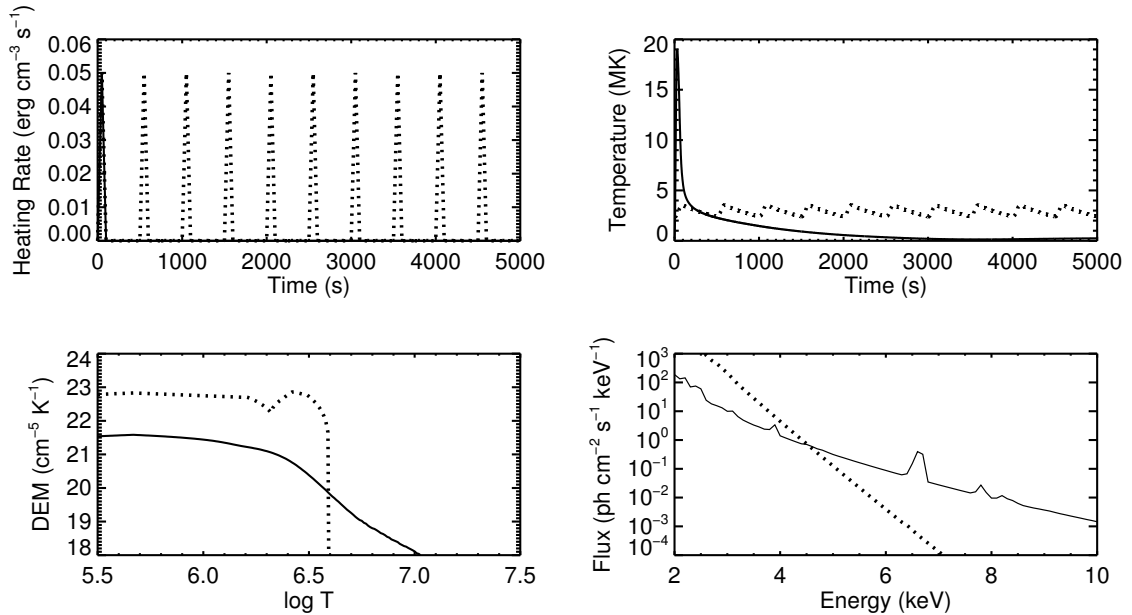 Heating Rate (erg cm⁻³ s⁻¹)
0.06
0.05
0.04
0.03
0.02
0.01
0.00
0 1000 2000 3000 4000 5000
Time (s)
Temperature (MK)
20
15
10
5
0
0 1000 2000 3000 4000 5000
Time (s)
DEM (cm⁻⁵ K⁻¹)
24
23
22
21
20
19
18
5.5 6.0 6.5 7.0 7.5
log T
Flux (ph cm⁻² s⁻¹ keV⁻¹)
10³
10²
10¹
10⁰
10⁻¹
10⁻²
10⁻³
10⁻⁴
2 4 6 8 10
Energy (keV)